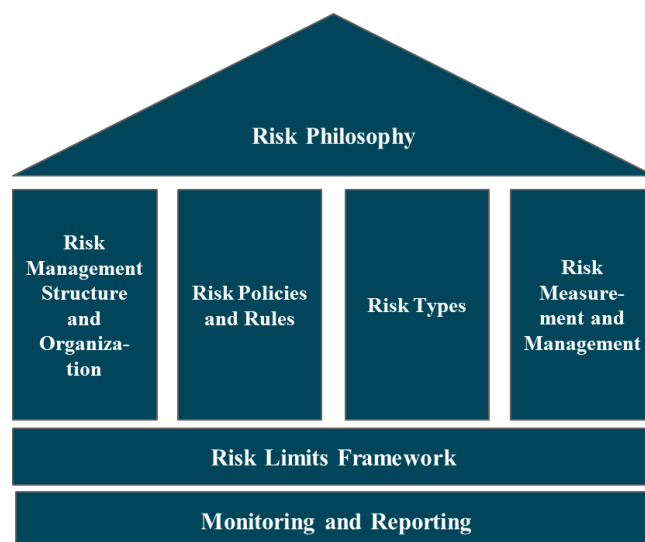 Risk Philosophy
Risk
Management
Structure
and
Organiza-
tion
Risk Policies
and Rules
Risk Types
Risk
Measure-
ment and
Management
Risk Limits Framework
Monitoring and Reporting